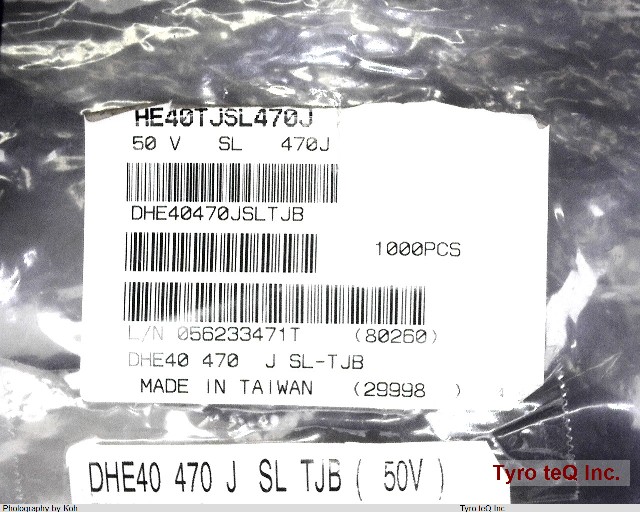 HE40TJSL470J
50 V SL 470J
DHE40470JSLTJB
1000PCS
L/N 056233471T (80260)
DHE40 470 J SL-TJB
MADE IN TAIWAN (29998 )
DHE40 470 J SL TJB ( 50V )
Tyro teQ Inc.
Photography by Koh
Tyro teQ Inc